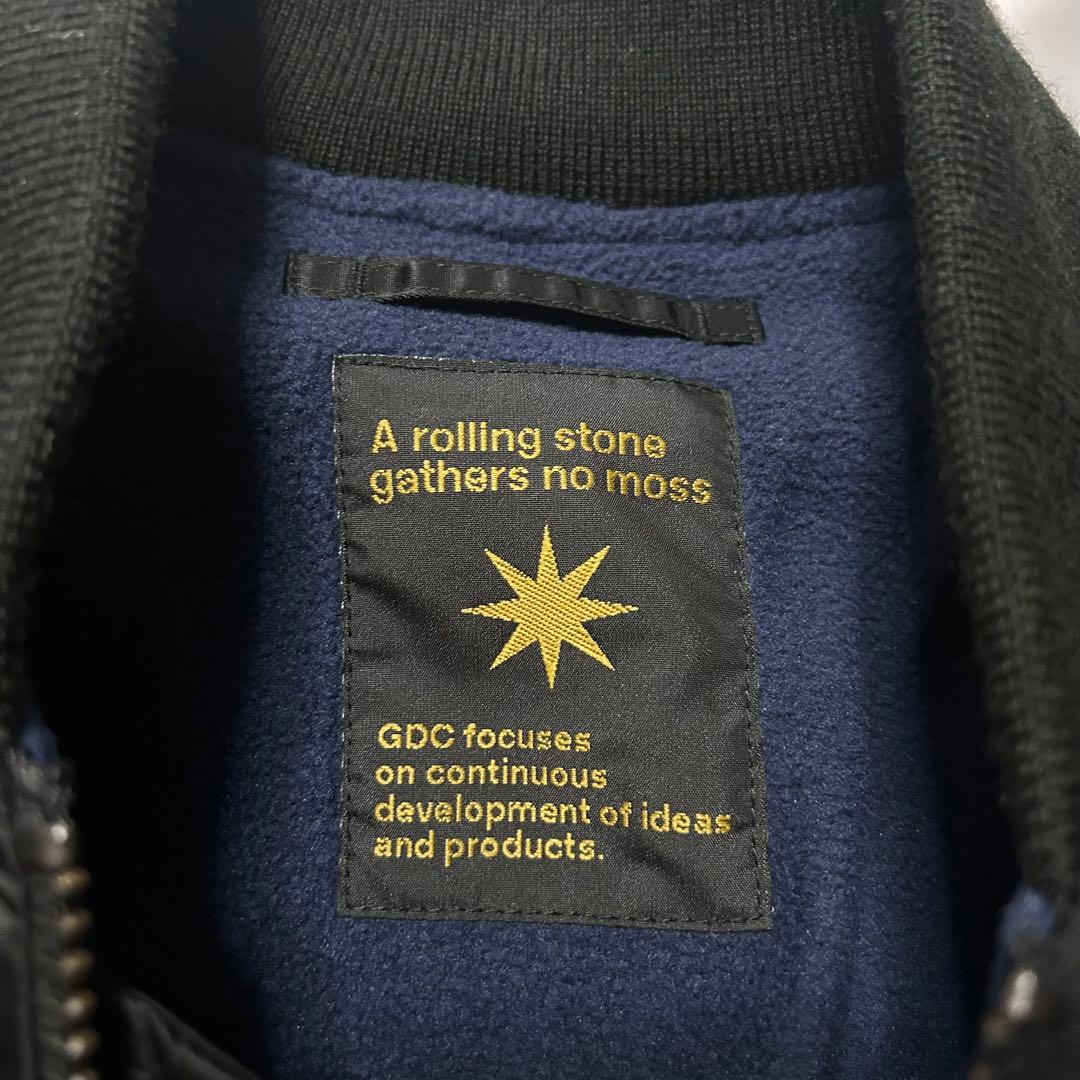 A rolling stone
gathers no moss
GDC focuses
on continuous
development of ideas
and products.